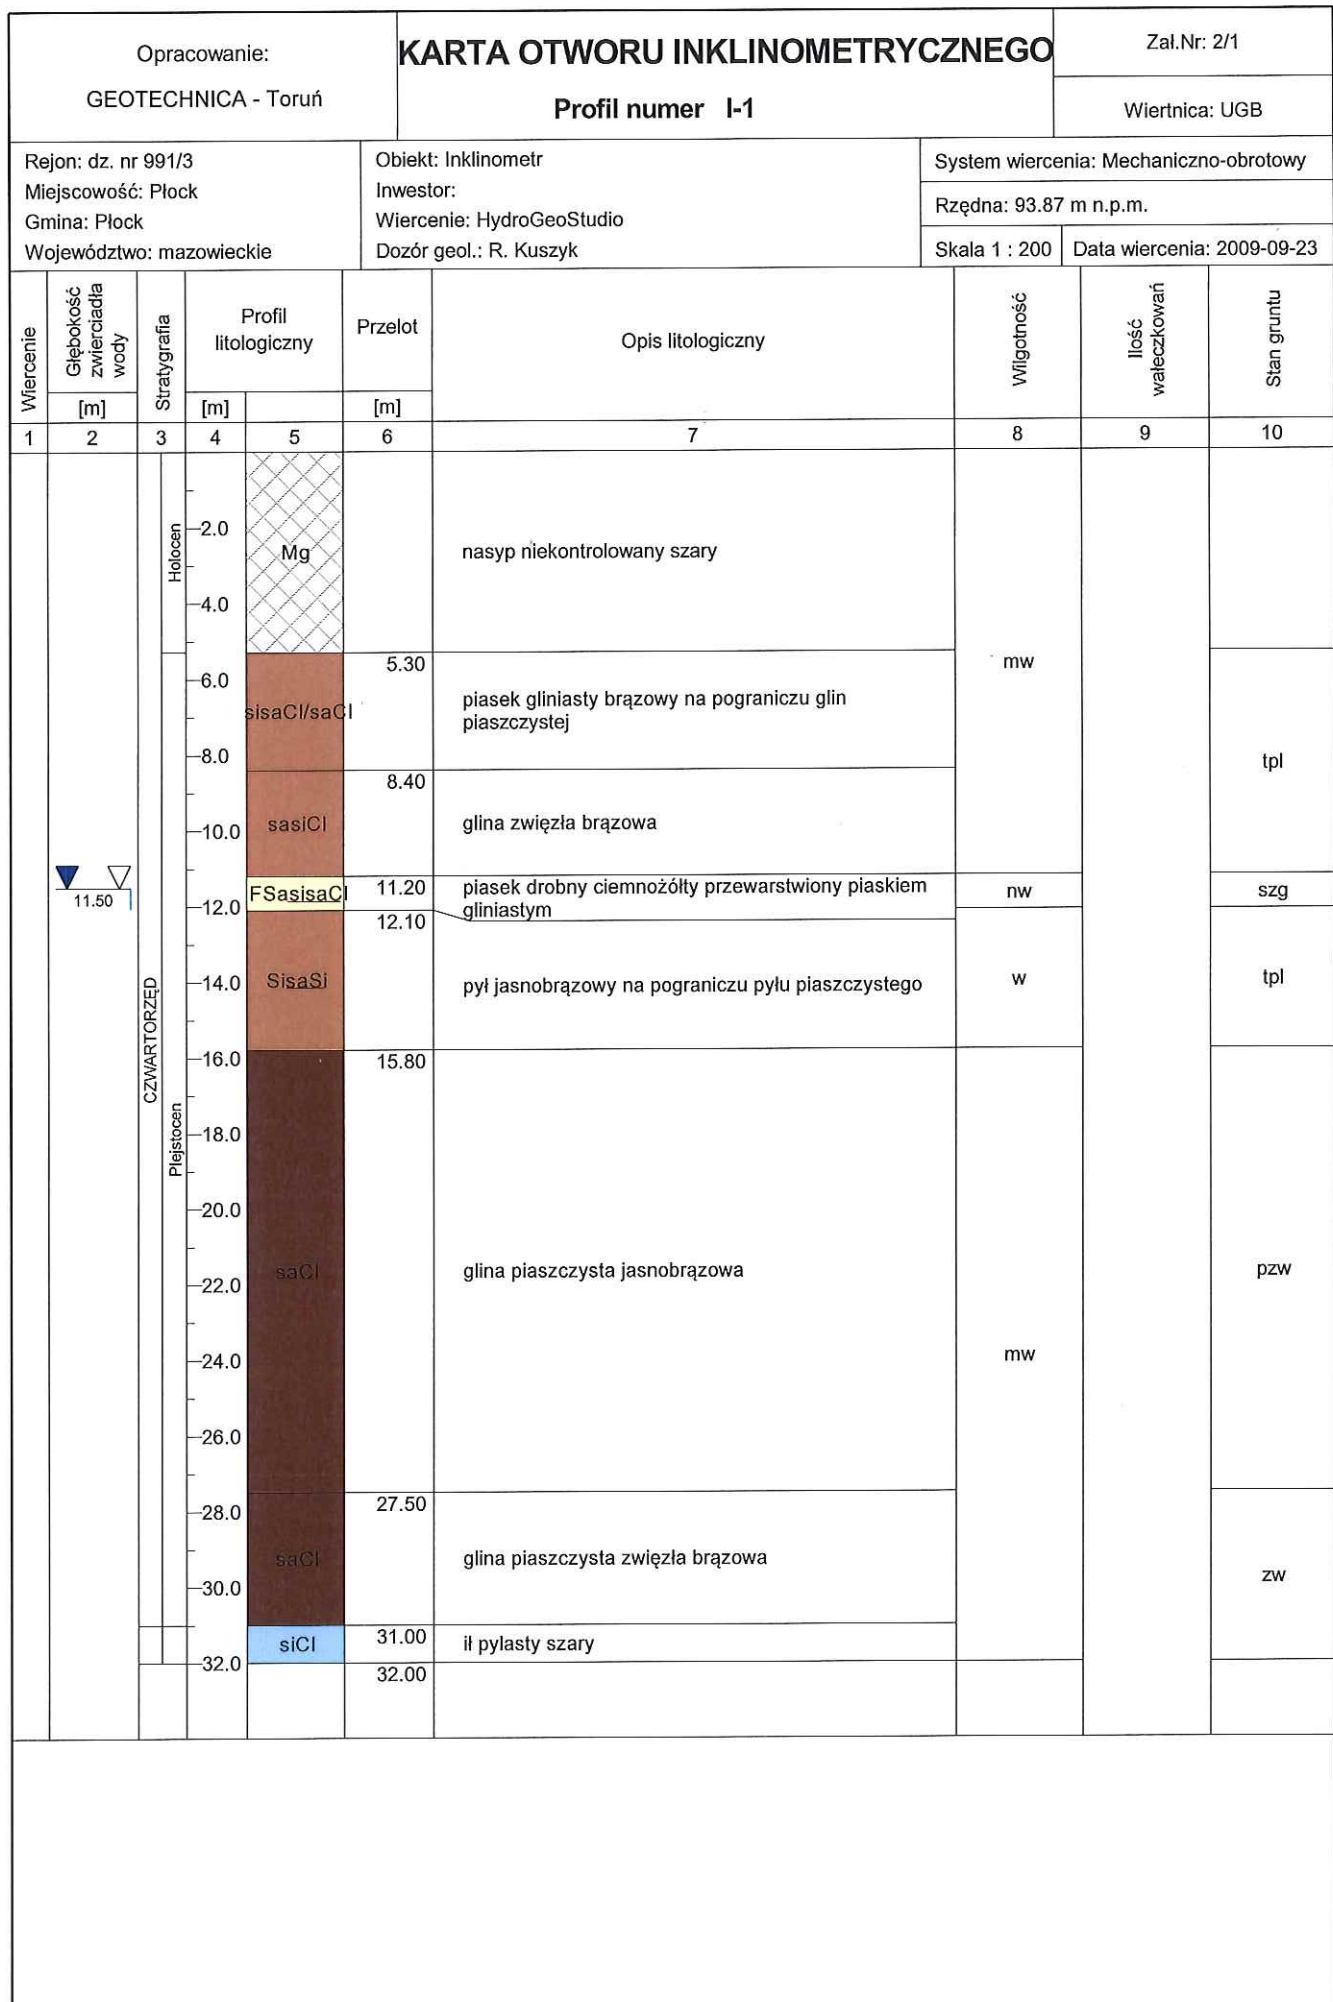 Opracowanie:
GEOTECHNICA - Toruń
KARTA OTWORU INKLINOMETRYCZNEGO
Profil numer I-1
Zał.Nr: 2/1
Wiertnica: UGB
Rejon: dz. nr 991/3
Miejscowość: Płock
Gmina: Płock
Województwo: mazowieckie
Obiekt: Inklinometr
Inwestor:
Wiercenie: HydroGeoStudio
Dozór geol.: R. Kuszyk
System wiercenia: Mechaniczno-obrotowy
Rzędna: 93.87 m n.p.m.
Skala 1 : 200
Data wiercenia: 2009-09-23
Wiercenie
Głębokość
zwierciadła
wody
[m]
Stratygrafia
Profil
litologiczny
[m]
Przelot
[m]
Opis litologiczny
Wilgotność
Ilość
wałeczkowań
Stan gruntu
1 2 3 4 5 6 7 8 9 10
11.50
CZWARTORZĘD
Holocen
Plejstocen
2.0
4.0
6.0
8.0
10.0
12.0
14.0
16.0
18.0
20.0
22.0
24.0
26.0
28.0
30.0
32.0
Mg
nasyp niekontrolowany szary
mw
5.30
sisaCl/saCl
piasek gliniasty brązowy na pograniczu glin
piaszczystej
tpl
8.40
sasiCl
glina zwięzła brązowa
11.20
FSasisaCl
piasek drobny ciemnożółty przewarstwiony piaskiem
gliniastym
nw
szg
12.10
SisaSi
pył jasnobrązowy na pograniczu pyłu piaszczystego
w
tpl
15.80
saCl
glina piaszczysta jasnobrązowa
mw
pzw
27.50
saCl
glina piaszczysta zwięzła brązowa
zw
31.00
siCl
ił pylasty szary
32.00